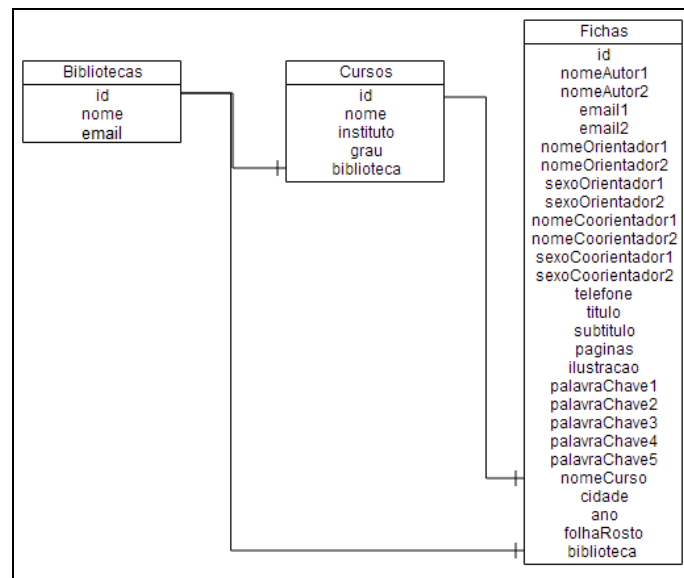 Bibliotecas
id
nome
email
Cursos
id
nome
instituto
grau
biblioteca
Fichas
id
nomeAutor1
nomeAutor2
email1
email2
nomeOrientador1
nomeOrientador2
sexoOrientador1
sexoOrientador2
nomeCoorientador1
nomeCoorientador2
sexoCoorientador1
sexoCoorientador2
telefone
titulo
subtitulo
paginas
ilustracao
palavraChave1
palavraChave2
palavraChave3
palavraChave4
palavraChave5
nomeCurso
cidade
ano
folhaRosto
biblioteca